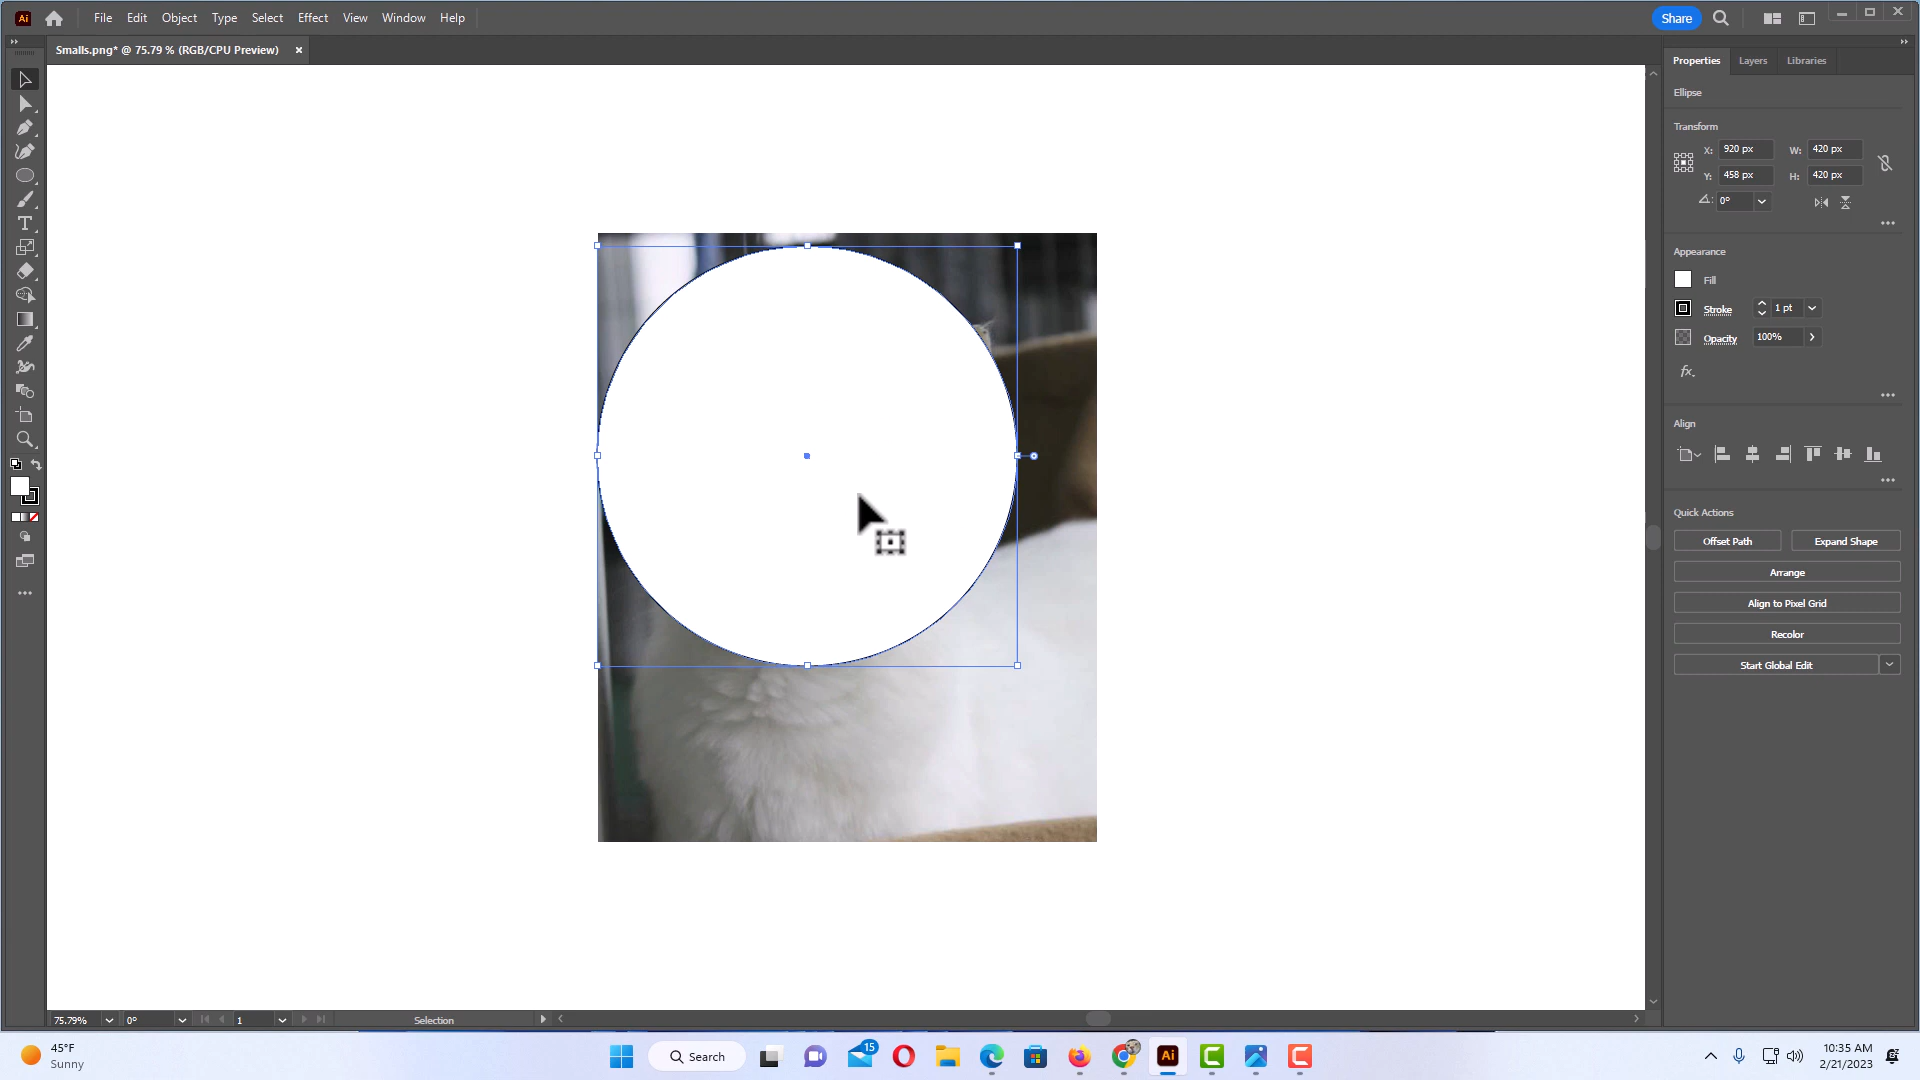 Ai File Edit Object Type Select Effect View Window Help Share
Smalls.png* @ 75.79 % (RGB/CPU Preview) ×
Properties Layers Libraries
Ellipse
Transform
X: 920 px W: 420 px
Y: 458 px H: 420 px
0°
Appearance
Fill
Stroke 1 pt
Opacity 100%
fx.
Align
Quick Actions
Offset Path Expand Shape
Arrange
Align to Pixel Grid
Recolor
Start Global Edit
75.79% 0° 1 Selection
45°F
Sunny
Search
15
Ai
10:35 AM
2/21/2023